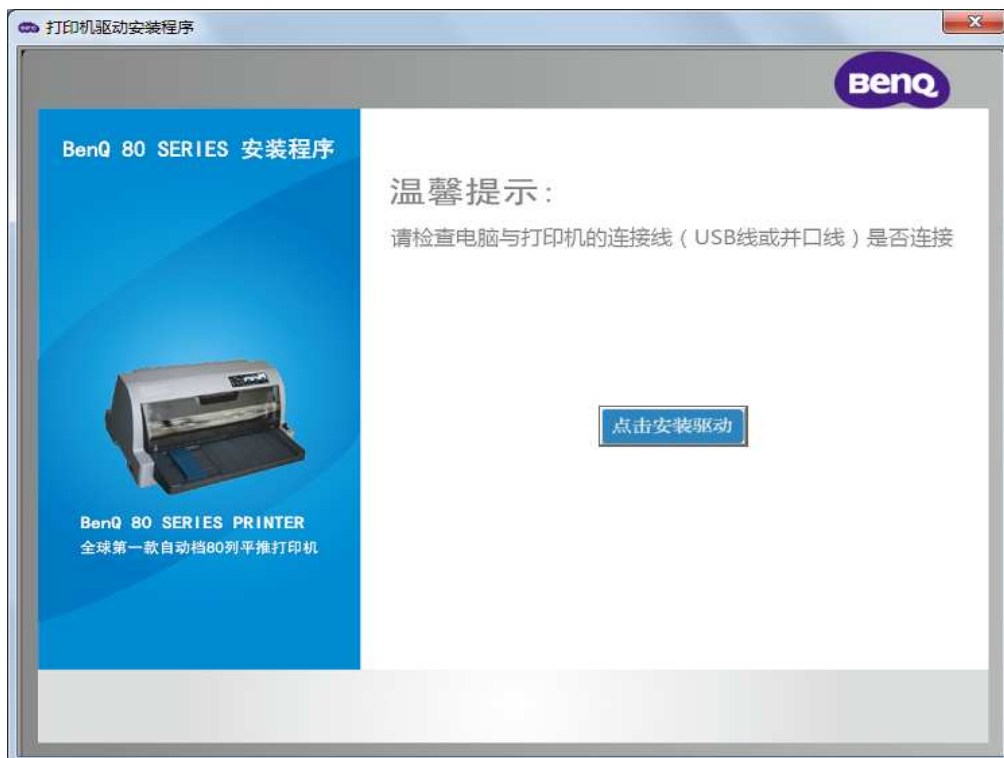 打印机驱动安装程序
BenQ
BenQ 80 SERIES 安装程序
温馨提示:
请检查电脑与打印机的连接线（USB线或并口线）是否连接
点击安装驱动
BenQ 80 SERIES PRINTER
全球第一款自动档80列平推打印机